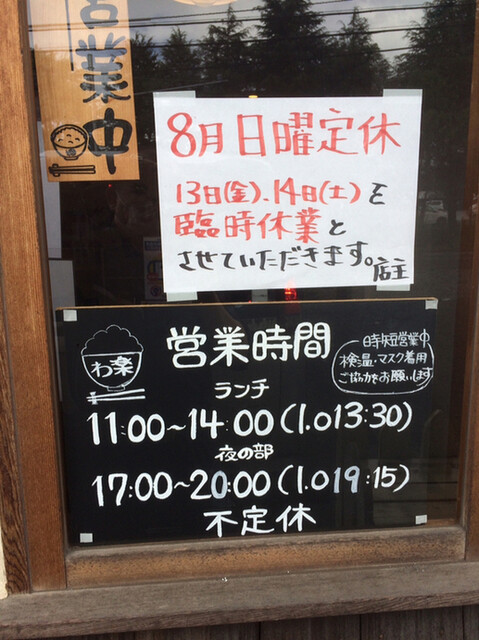 営業中
8月日曜定休
13日(金)、14日(土)を
臨時休業と
させていただきます。店主
わ楽
営業時間
時短営業中
検温・マスク着用
ご協力をお願いします
ランチ
11:00~14:00(l.o13:30)
夜の部
17:00~20:00(l.o19:15)
不定休